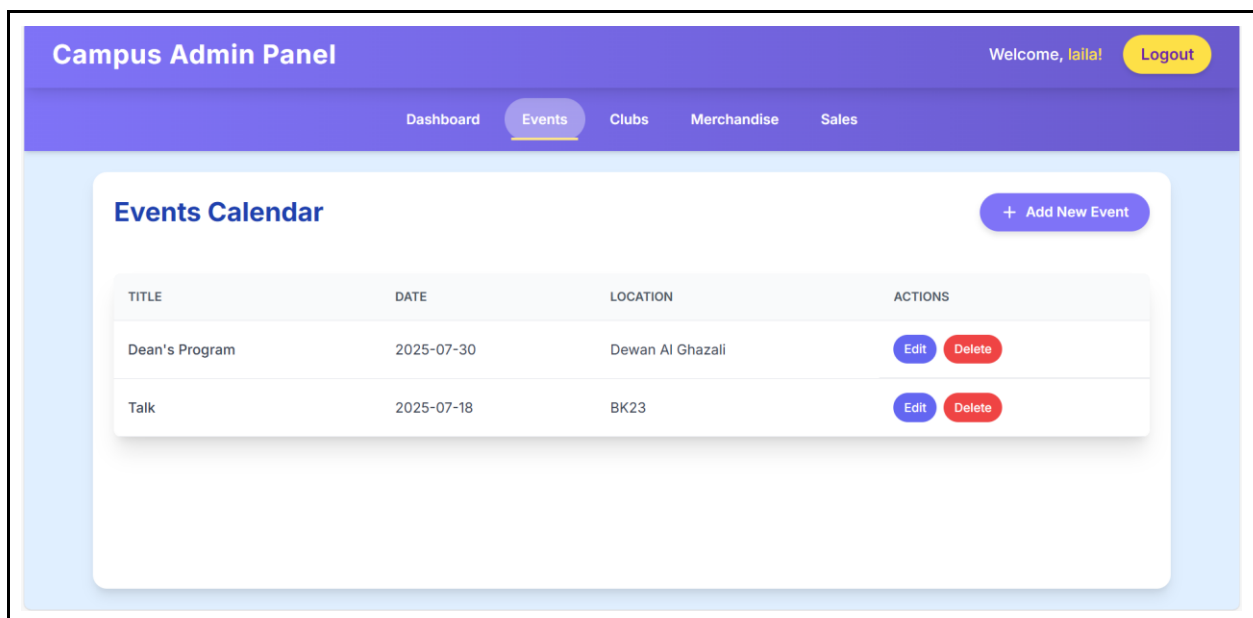 Campus Admin Panel
Welcome, laila! Logout
Dashboard Events Clubs Merchandise Sales
Events Calendar
+ Add New Event
TITLE DATE LOCATION ACTIONS
Dean's Program 2025-07-30 Dewan Al Ghazali Edit Delete
Talk 2025-07-18 BK23 Edit Delete